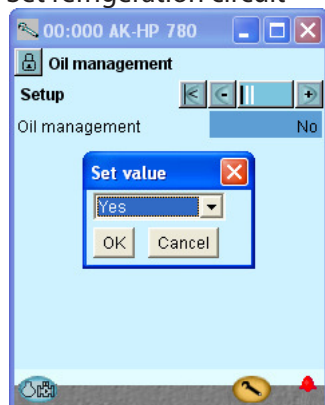 Set refrigeration circuit
00:000 AK-HP 780
Oil management
Setup
Oil management No
Set value
Yes
OK Cancel